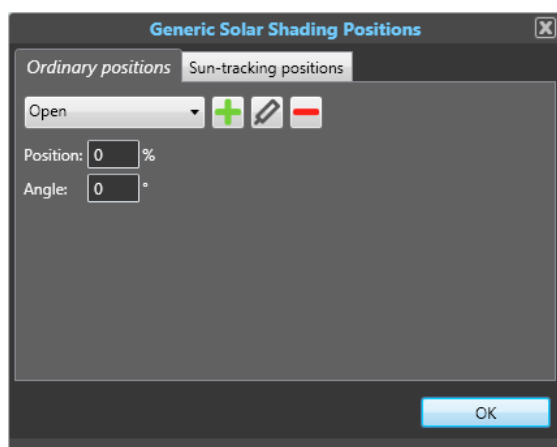 Generic Solar Shading Positions
Ordinary positions Sun-tracking positions
Open
Position: 0 %
Angle: 0 °
OK